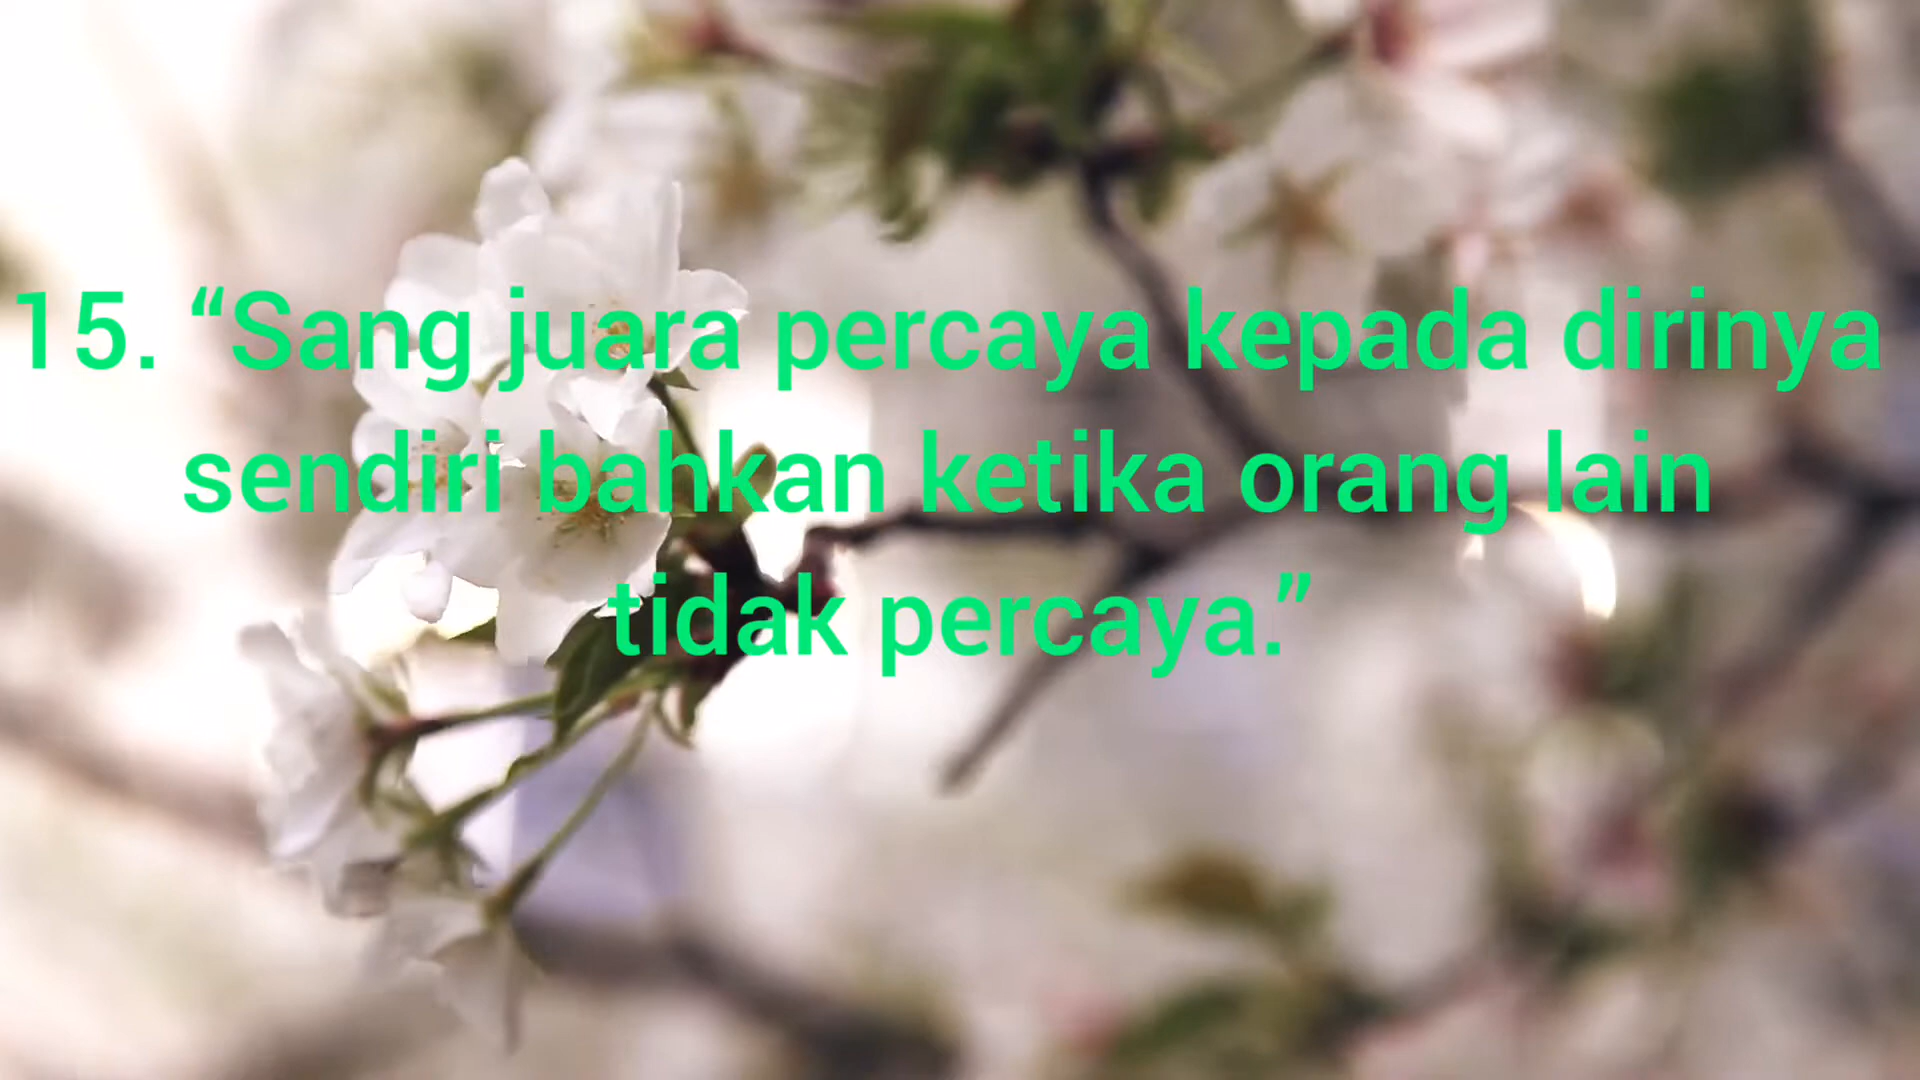 15. “Sang juara percaya kepada dirinya
sendiri bahkan ketika orang lain
tidak percaya.”